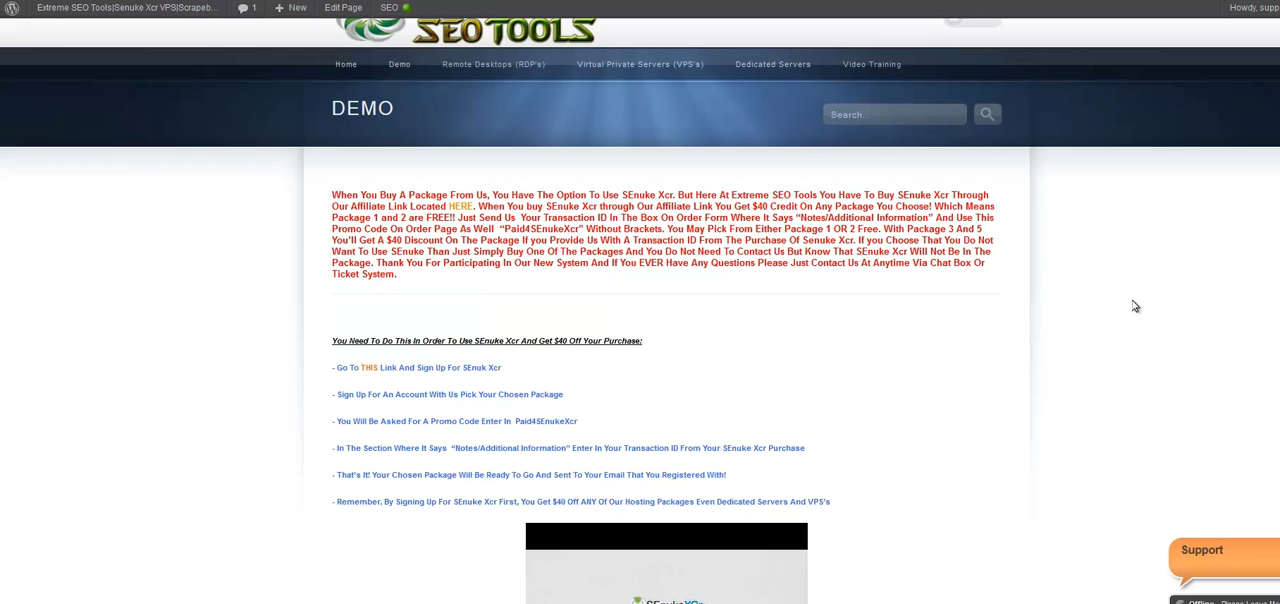 Extreme SEO Tools|Senuke Xcr VPS|Scrapeb... 1 New Edit Page SEO Howdy, supp
SEO TOOLS
Home Demo Remote Desktops (RDP's) Virtual Private Servers (VPS's) Dedicated Servers Video Training
DEMO
Search...
When You Buy A Package From Us, You Have The Option To Use SEnuke Xcr. But Here At Extreme SEO Tools You Have To Buy SEnuke Xcr Through
Our Affiliate Link Located HERE. When You buy SEnuke Xcr through Our Affiliate Link You Get $40 Credit On Any Package You Choose! Which Means
Package 1 and 2 are FREE!! Just Send Us Your Transaction ID In The Box On Order Form Where It Says “Notes/Additional Information” And Use This
Promo Code On Order Page As Well “Paid4SEnukeXcr” Without Brackets. You May Pick From Either Package 1 OR 2 Free. With Package 3 And 5
You'll Get A $40 Discount On The Package If you Provide Us With A Transaction ID From The Purchase Of Senuke Xcr. If you Choose That You Do Not
Want To Use SEnuke Than Just Simply Buy One Of The Packages And You Do Not Need To Contact Us But Know That SEnuke Xcr Will Not Be In The
Package. Thank You For Participating In Our New System And If You EVER Have Any Questions Please Just Contact Us At Anytime Via Chat Box Or
Ticket System.
You Need To Do This In Order To Use SEnuke Xcr And Get $40 Off Your Purchase:
- Go To THIS Link And Sign Up For SEnuk Xcr
- Sign Up For An Account With Us Pick Your Chosen Package
- You Will Be Asked For A Promo Code Enter In Paid4SEnukeXcr
- In The Section Where It Says “Notes/Additional Information” Enter In Your Transaction ID From Your SEnuke Xcr Purchase
- That's It! Your Chosen Package Will Be Ready To Go And Sent To Your Email That You Registered With!
- Remember, By Signing Up For SEnuke Xcr First, You Get $40 Off ANY Of Our Hosting Packages Even Dedicated Servers And VPS's
Support
SEnukeXCr